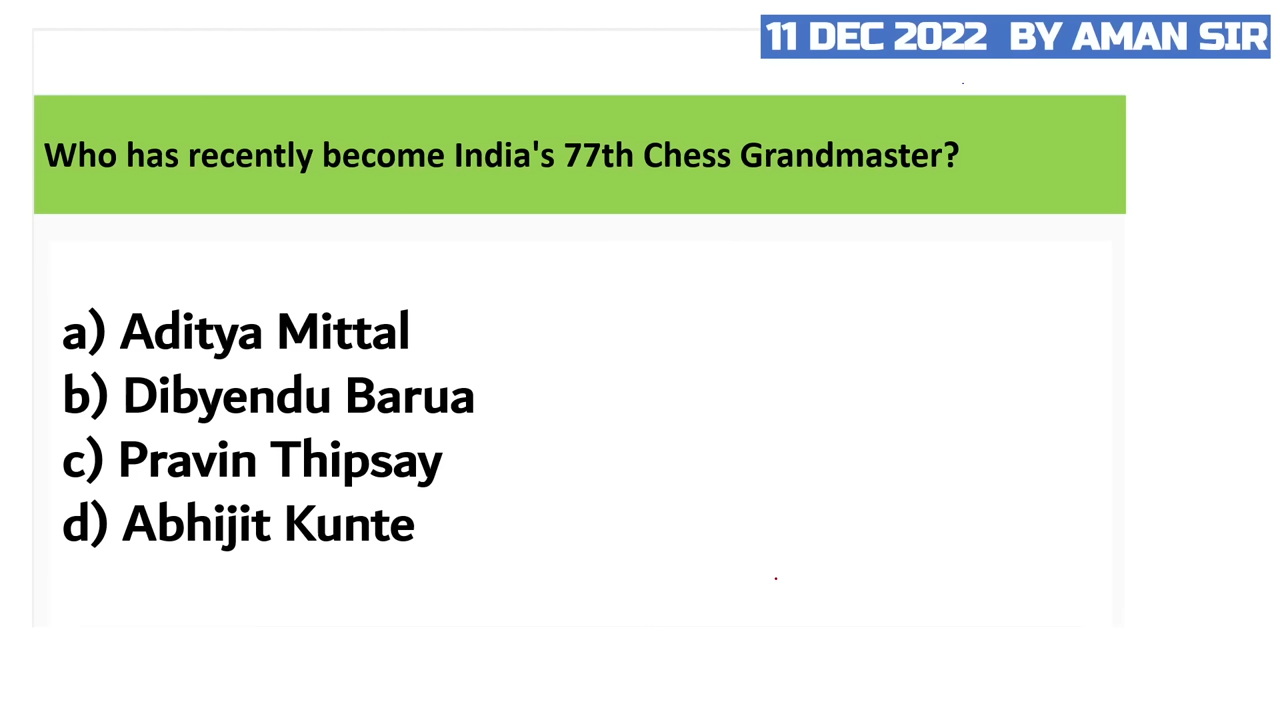 11 DEC 2022 BY AMAN SIR
Who has recently become India's 77th Chess Grandmaster?
a) Aditya Mittal
b) Dibyendu Barua
c) Pravin Thipsay
d) Abhijit Kunte